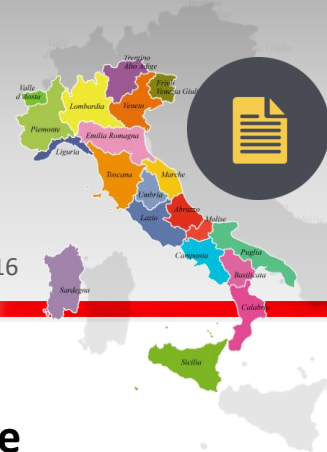 Trentino
Alto Adige
Friuli
Venezia Giuli
Valle
d'Aosta
Lombardia
Veneto
Piemonte
Emilia Romagna
Liguria
Toscana
Marche
Umbria
Abruzzo
Lazio
Molise
16
Puglia
Campania
Basilicata
Sardegna
Calabria
Sicilia
e